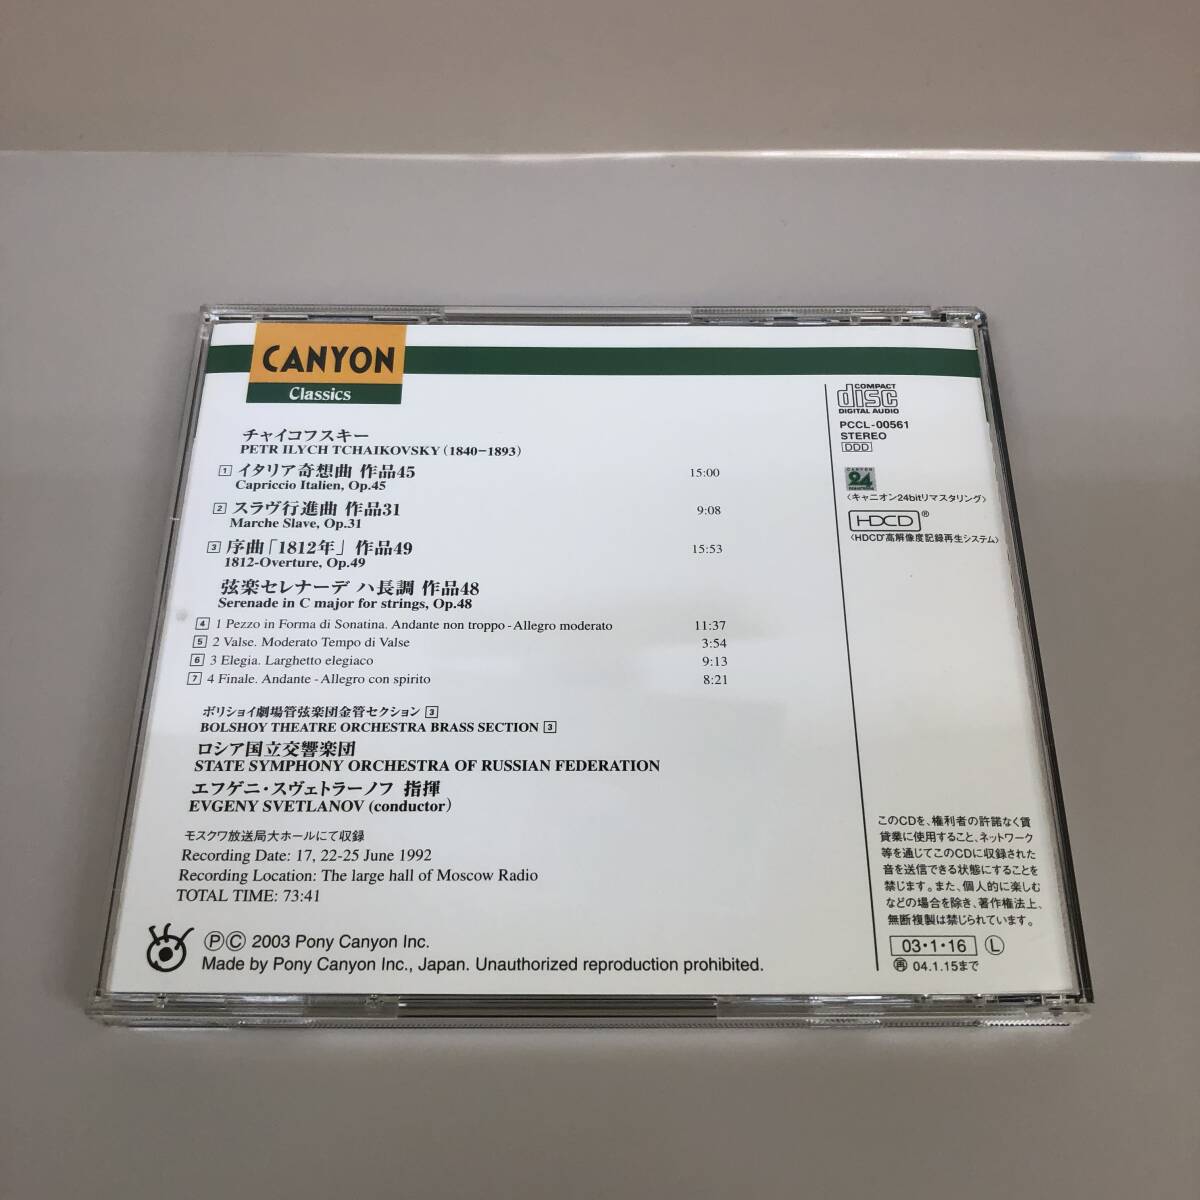 CANYON
Classics
チャイコフスキー
PETR ILYCH TCHAIKOVSKY (1840–1893)
1 イタリア奇想曲 作品45 15:00
Capriccio Italien, Op.45
2 スラヴ行進曲 作品31 9:08
Marche Slave, Op.31
3 序曲「1812年」作品49 15:53
1812-Overture, Op.49
弦楽セレナーデ ハ長調 作品48
Serenade in C major for strings, Op.48
4 1 Pezzo in Forma di Sonatina. Andante non troppo - Allegro moderato 11:37
5 2 Valse. Moderato Tempo di Valse 3:54
6 3 Elegia. Larghetto elegiaco 9:13
7 4 Finale. Andante - Allegro con spirito 8:21
ボリショイ劇場管弦楽団金管セクション 3
BOLSHOY THEATRE ORCHESTRA BRASS SECTION 3
ロシア国立交響楽団
STATE SYMPHONY ORCHESTRA OF RUSSIAN FEDERATION
エフゲニ・スヴェトラーノフ 指揮
EVGENY SVETLANOV (conductor)
モスクワ放送局大ホールにて収録
Recording Date: 17, 22-25 June 1992
Recording Location: The large hall of Moscow Radio
TOTAL TIME: 73:41
Ⓟ© 2003 Pony Canyon Inc.
Made by Pony Canyon Inc., Japan. Unauthorized reproduction prohibited.
COMPACT
disc
DIGITAL AUDIO
PCCL-00561
STEREO
DDD
CANYON
24
〈キャニオン24bitリマスタリング〉
HDCD®
〈HDCD®高解像度記録再生システム〉
このCDを、権利者の許諾なく賃
貸業に使用すること、ネットワーク
等を通じてこのCDに収録された
音を送信できる状態にすることを
禁じます。また、個人的に楽しむ
などの場合を除き、著作権法上、
無断複製は禁じられています。
03・1・16 Ⓛ
再 04.1.15まで